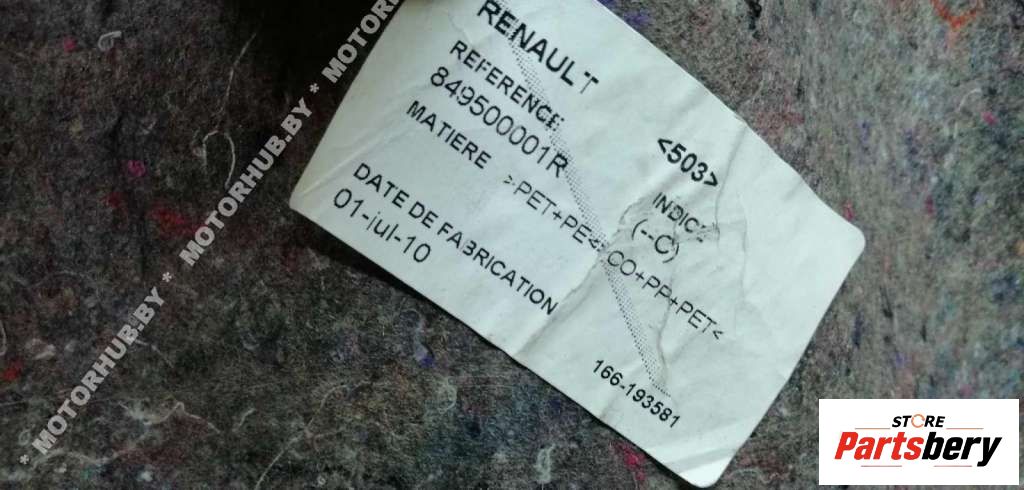 RENAULT
<503>
REFERENCE
849500001R
INDICE
(--C)
MATIERE >PET+PE<,CO+PP+PET<
DATE DE FABRICATION
01-jul-10
166-193581
* MOTORHUB.BY * MOTORHUB.BY * MOTORHUB.BY * MOTOR
STORE
Partsbery